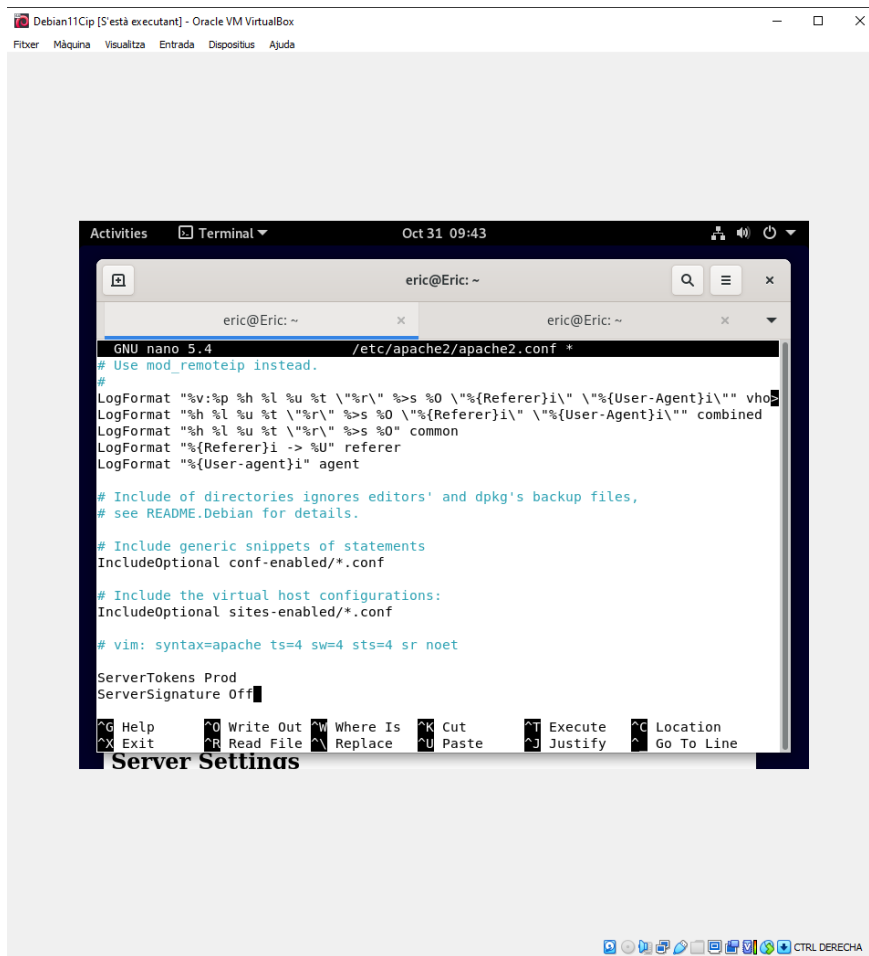 Debian11Cip [S'està executant] - Oracle VM VirtualBox
Fitxer Màquina Visualitza Entrada Dispositius Ajuda
Activities Terminal Oct 31 09:43
eric@Eric: ~
eric@Eric: ~ eric@Eric: ~
GNU nano 5.4 /etc/apache2/apache2.conf *
# Use mod_remoteip instead.
#
LogFormat "%v:%p %h %l %u %t \"%r\" %>s %O \"%{Referer}i\" \"%{User-Agent}i\"" vho>
LogFormat "%h %l %u %t \"%r\" %>s %O \"%{Referer}i\" \"%{User-Agent}i\"" combined
LogFormat "%h %l %u %t \"%r\" %>s %O" common
LogFormat "%{Referer}i -> %U" referer
LogFormat "%{User-agent}i" agent
# Include of directories ignores editors' and dpkg's backup files,
# see README.Debian for details.
# Include generic snippets of statements
IncludeOptional conf-enabled/*.conf
# Include the virtual host configurations:
IncludeOptional sites-enabled/*.conf
# vim: syntax=apache ts=4 sw=4 sts=4 sr noet
ServerTokens Prod
ServerSignature Off
^G Help ^O Write Out ^W Where Is ^K Cut ^T Execute ^C Location
^X Exit ^R Read File ^\ Replace ^U Paste ^J Justify ^_ Go To Line
Server Settings
CTRL DERECHA